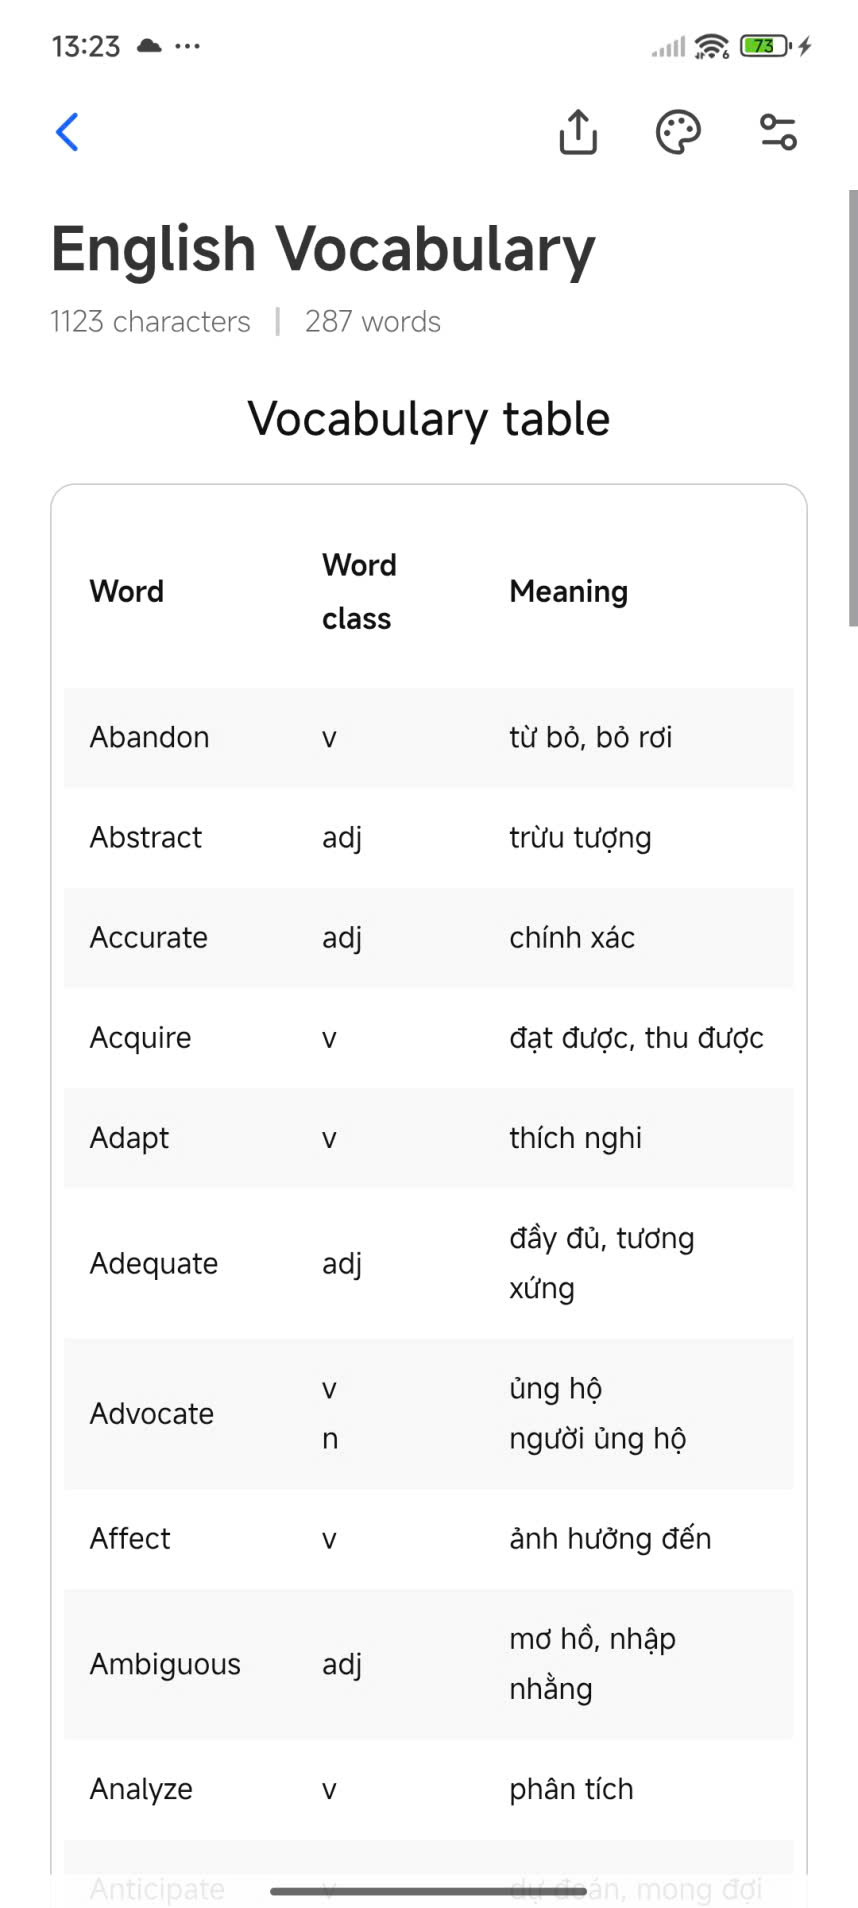 13:23
6
73
English Vocabulary
1123 characters | 287 words
Vocabulary table
Word Word class Meaning
Abandon v từ bỏ, bỏ rơi
Abstract adj trừu tượng
Accurate adj chính xác
Acquire v đạt được, thu được
Adapt v thích nghi
Adequate adj đầy đủ, tương
xứng
Advocate v ủng hộ
n người ủng hộ
Affect v ảnh hưởng đến
Ambiguous adj mơ hồ, nhập
nhằng
Analyze v phân tích
Anticipate v dự đoán, mong đợi